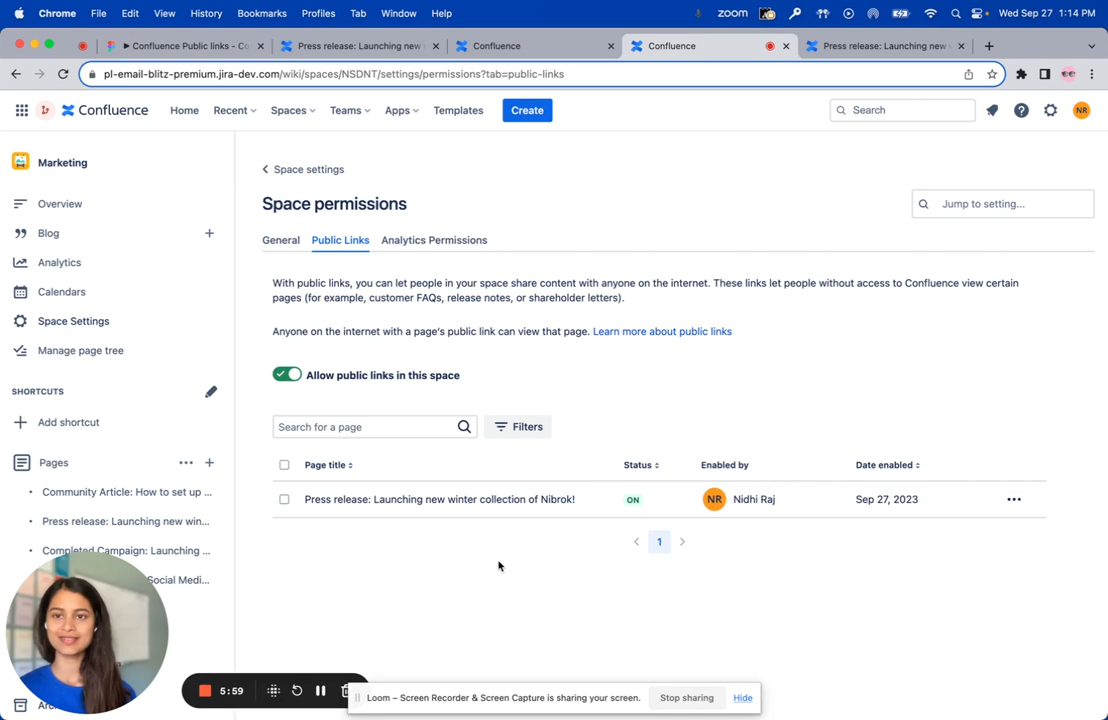 Chrome File Edit View History Bookmarks Profiles Tab Window Help zoom Wed Sep 27 1:14 PM
Confluence Public links - Co Press release: Launching new Confluence Confluence Press release: Launching new
pl-email-blitz-premium.jira-dev.com/wiki/spaces/NSDNT/settings/permissions?tab=public-links
Confluence Home Recent Spaces Teams Apps Templates Create Search NR
Marketing
Overview
Blog
Analytics
Calendars
Space Settings
Manage page tree
SHORTCUTS
Add shortcut
Pages
Community Article: How to set up ...
Press release: Launching new win...
Completed Campaign: Launching ...
Social Medi...
Space settings
Space permissions
Jump to setting...
General Public Links Analytics Permissions
With public links, you can let people in your space share content with anyone on the internet. These links let people without access to Confluence view certain
pages (for example, customer FAQs, release notes, or shareholder letters).
Anyone on the internet with a page's public link can view that page. Learn more about public links
Allow public links in this space
Search for a page Filters
Page title Status Enabled by Date enabled
Press release: Launching new winter collection of Nibrok! ON NR Nidhi Raj Sep 27, 2023
1
5:59
Loom – Screen Recorder & Screen Capture is sharing your screen. Stop sharing Hide